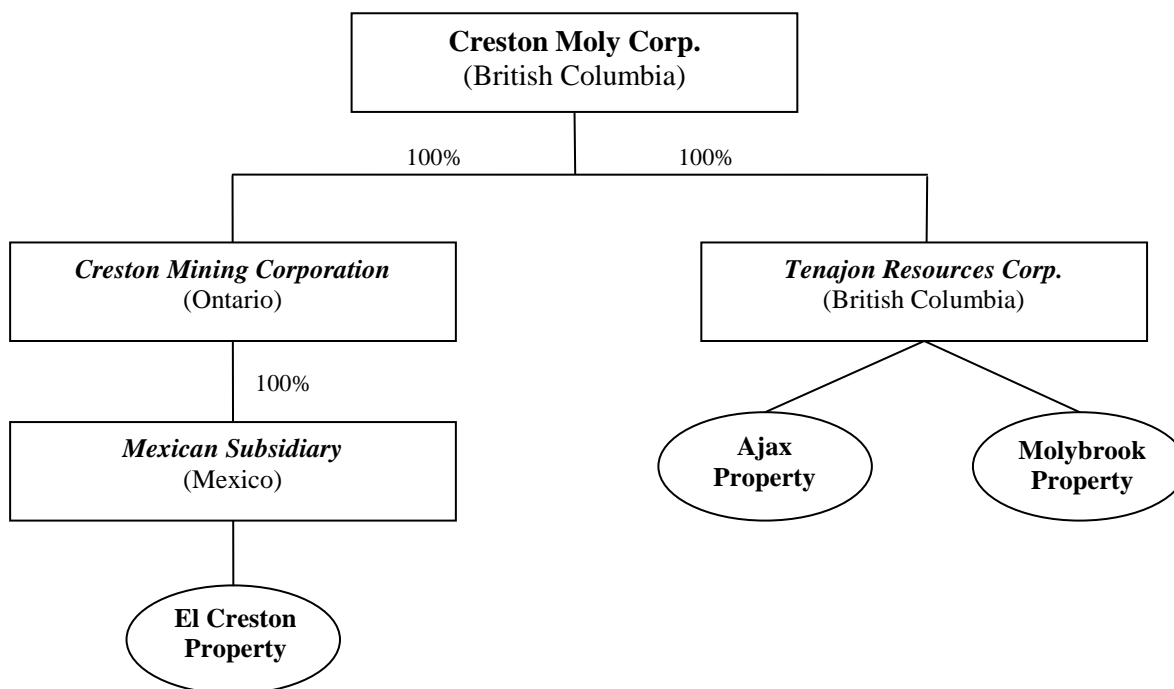 Creston Moly Corp.
(British Columbia)
100%
100%
Creston Mining Corporation
(Ontario)
Tenajon Resources Corp.
(British Columbia)
100%
Mexican Subsidiary
(Mexico)
Ajax
Property
Molybrook
Property
El Creston
Property